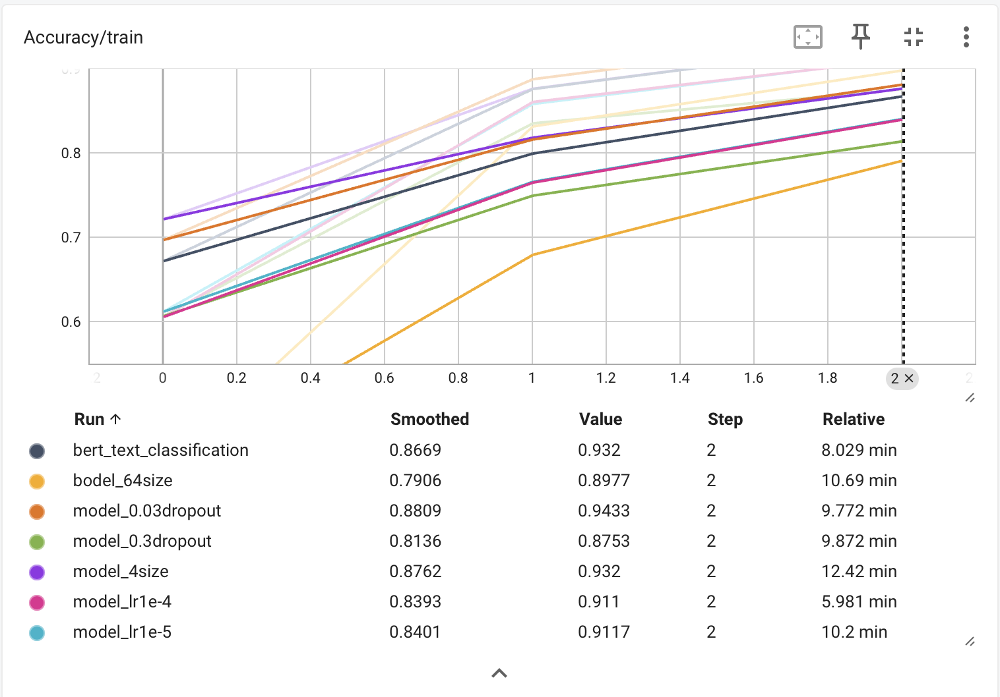 Accuracy/train
0.8
0.7
0.6
2 0 0.2 0.4 0.6 0.8 1 1.2 1.4 1.6 1.8 2 × 2
Run ↑ Smoothed Value Step Relative
bert_text_classification 0.8669 0.932 2 8.029 min
bodel_64size 0.7906 0.8977 2 10.69 min
model_0.03dropout 0.8809 0.9433 2 9.772 min
model_0.3dropout 0.8136 0.8753 2 9.872 min
model_4size 0.8762 0.932 2 12.42 min
model_lr1e-4 0.8393 0.911 2 5.981 min
model_lr1e-5 0.8401 0.9117 2 10.2 min